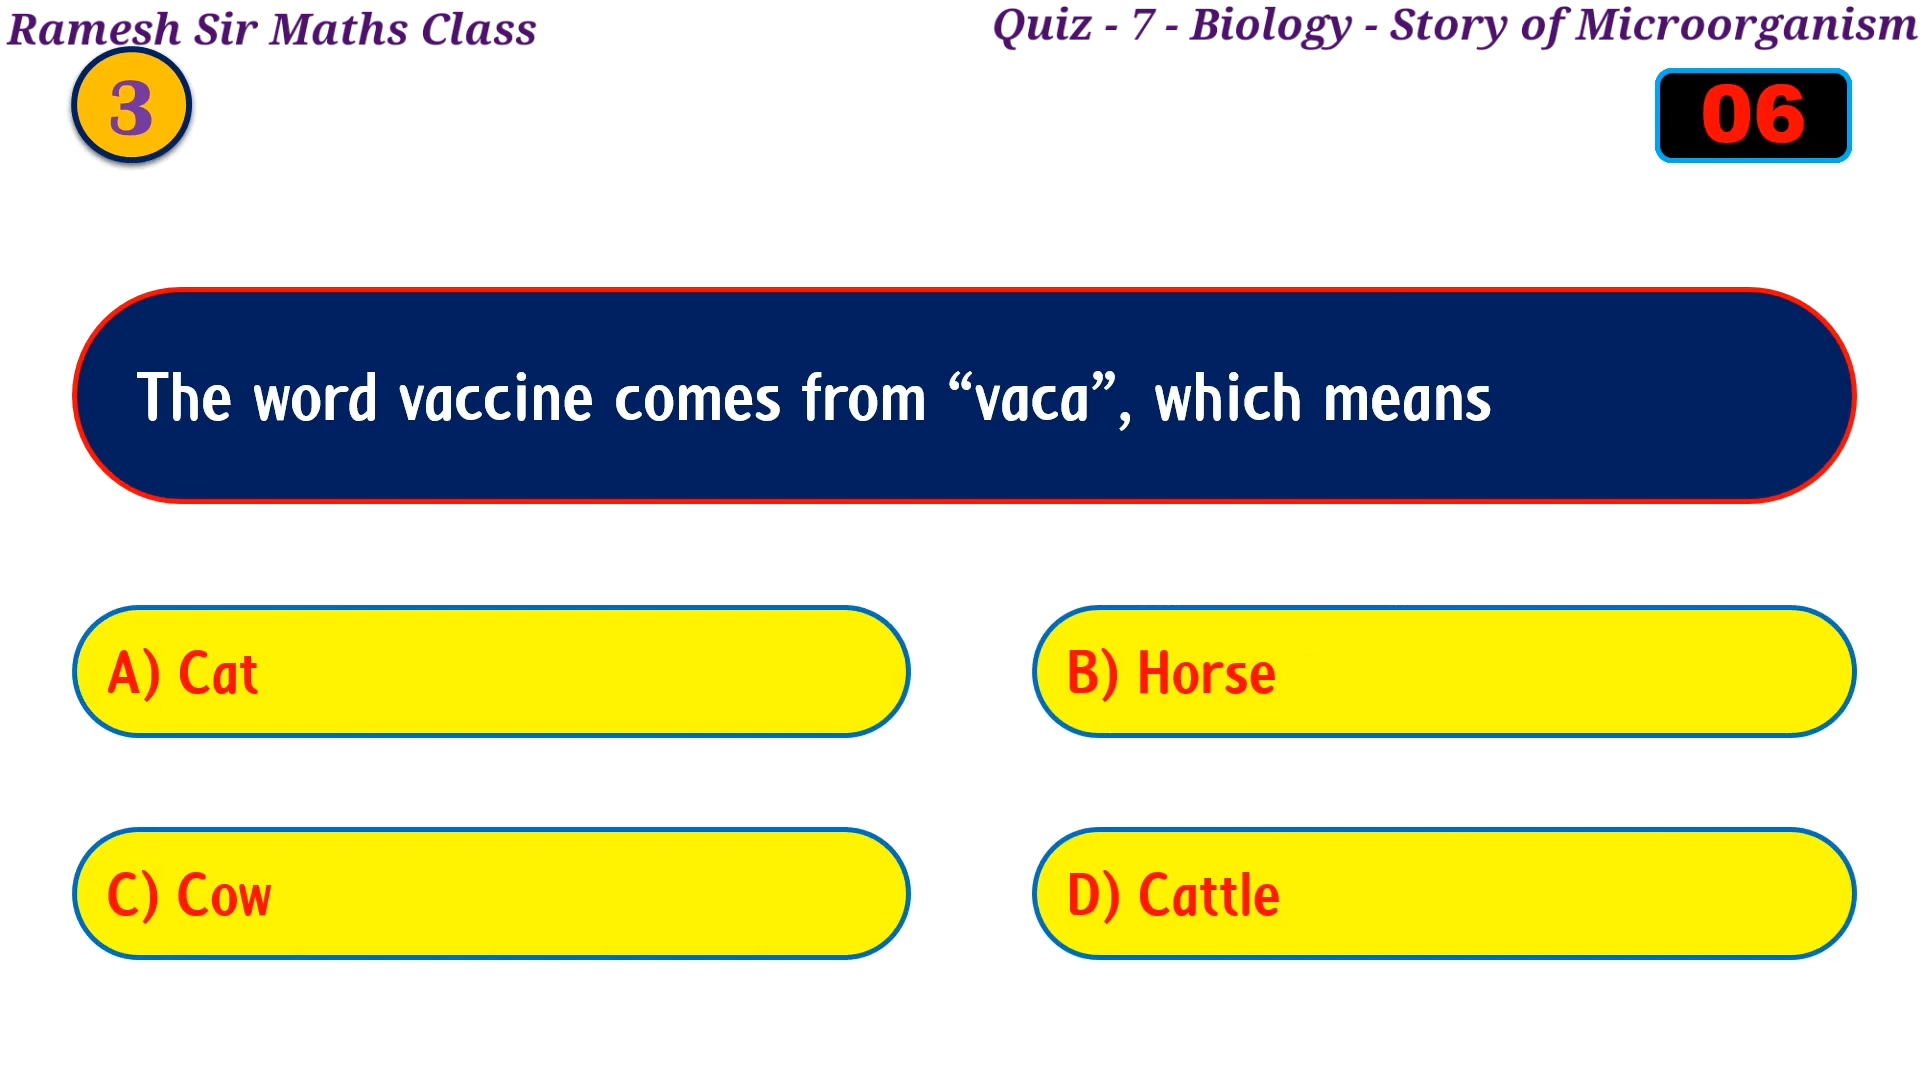 Ramesh Sir Maths Class
Quiz - 7 - Biology - Story of Microorganism
3
06
The word vaccine comes from “vaca”, which means
A) Cat
B) Horse
C) Cow
D) Cattle